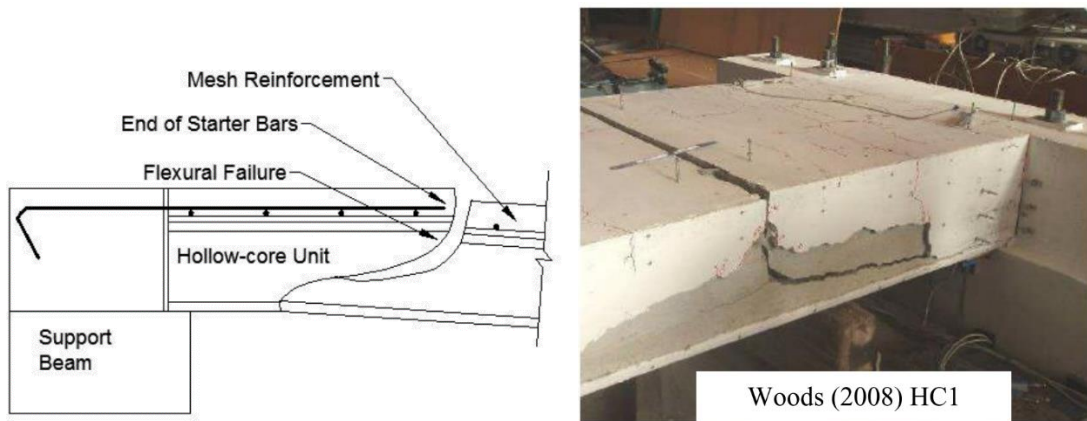 Mesh Reinforcement
End of Starter Bars
Flexural Failure
Hollow-core Unit
Support
Beam
Woods (2008) HC1